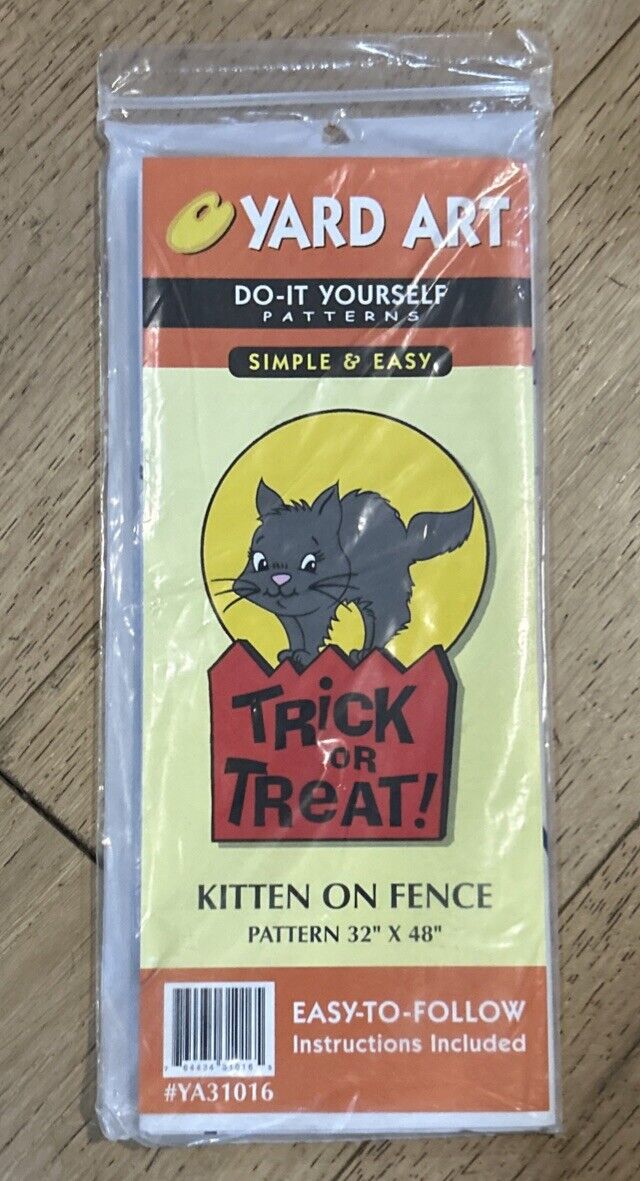 YARD ART
DO-IT YOURSELF
PATTERNS
SIMPLE & EASY
TRiCK
OR
TReAT!
KITTEN ON FENCE
PATTERN 32" X 48"
EASY-TO-FOLLOW
Instructions Included
#YA31016